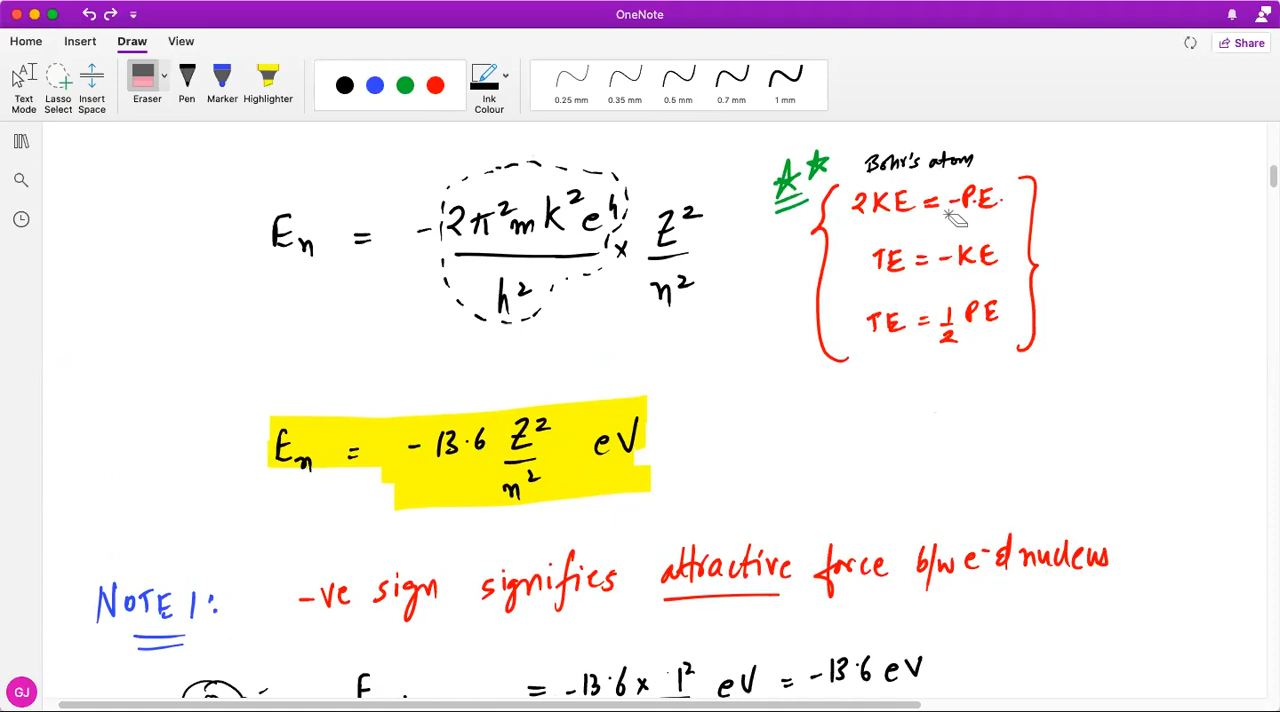 OneNote
Home Insert Draw View
Share
Text Mode
Lasso Select
Insert Space
Eraser
Pen
Marker
Highlighter
Ink Colour
0.25 mm
0.35 mm
0.5 mm
0.7 mm
1 mm
Bohr's atom
2KE = -P.E.
TE = -KE
TE = 1/2 PE
En = - 2π²mk²e⁴/h² × Z²/n²
En = -13.6 Z²/n² eV
NOTE 1: -ve sign signifies attractive force b/w e- & nucleus
E = -13.6 × 1² eV = -13.6 eV
GJ